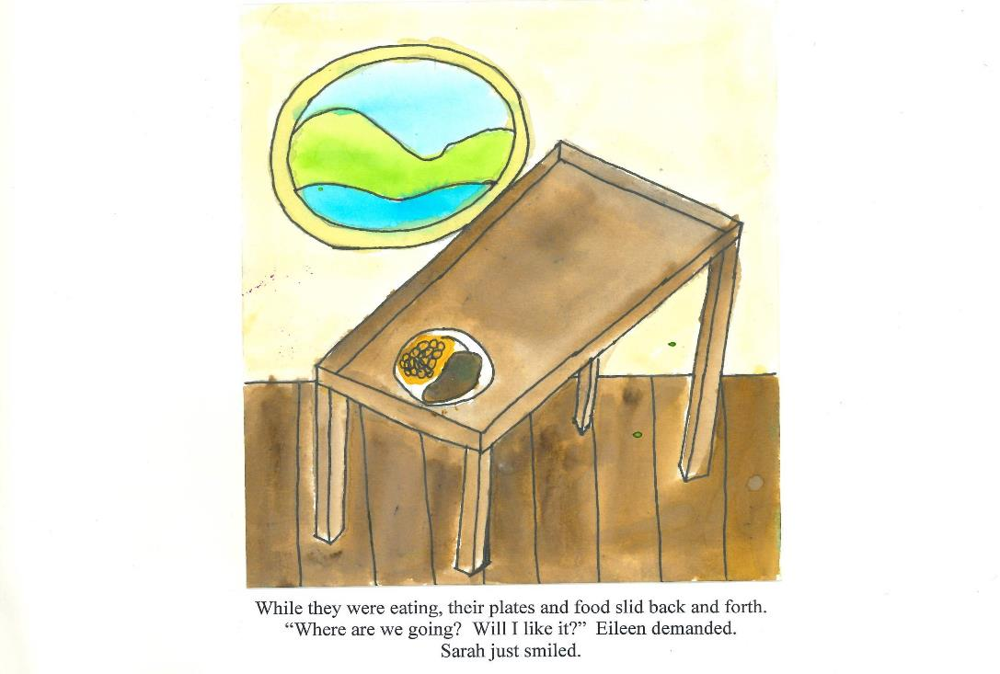 While they were eating, their plates and food slid back and forth.
“Where are we going?  Will I like it?”  Eileen demanded.
Sarah just smiled.